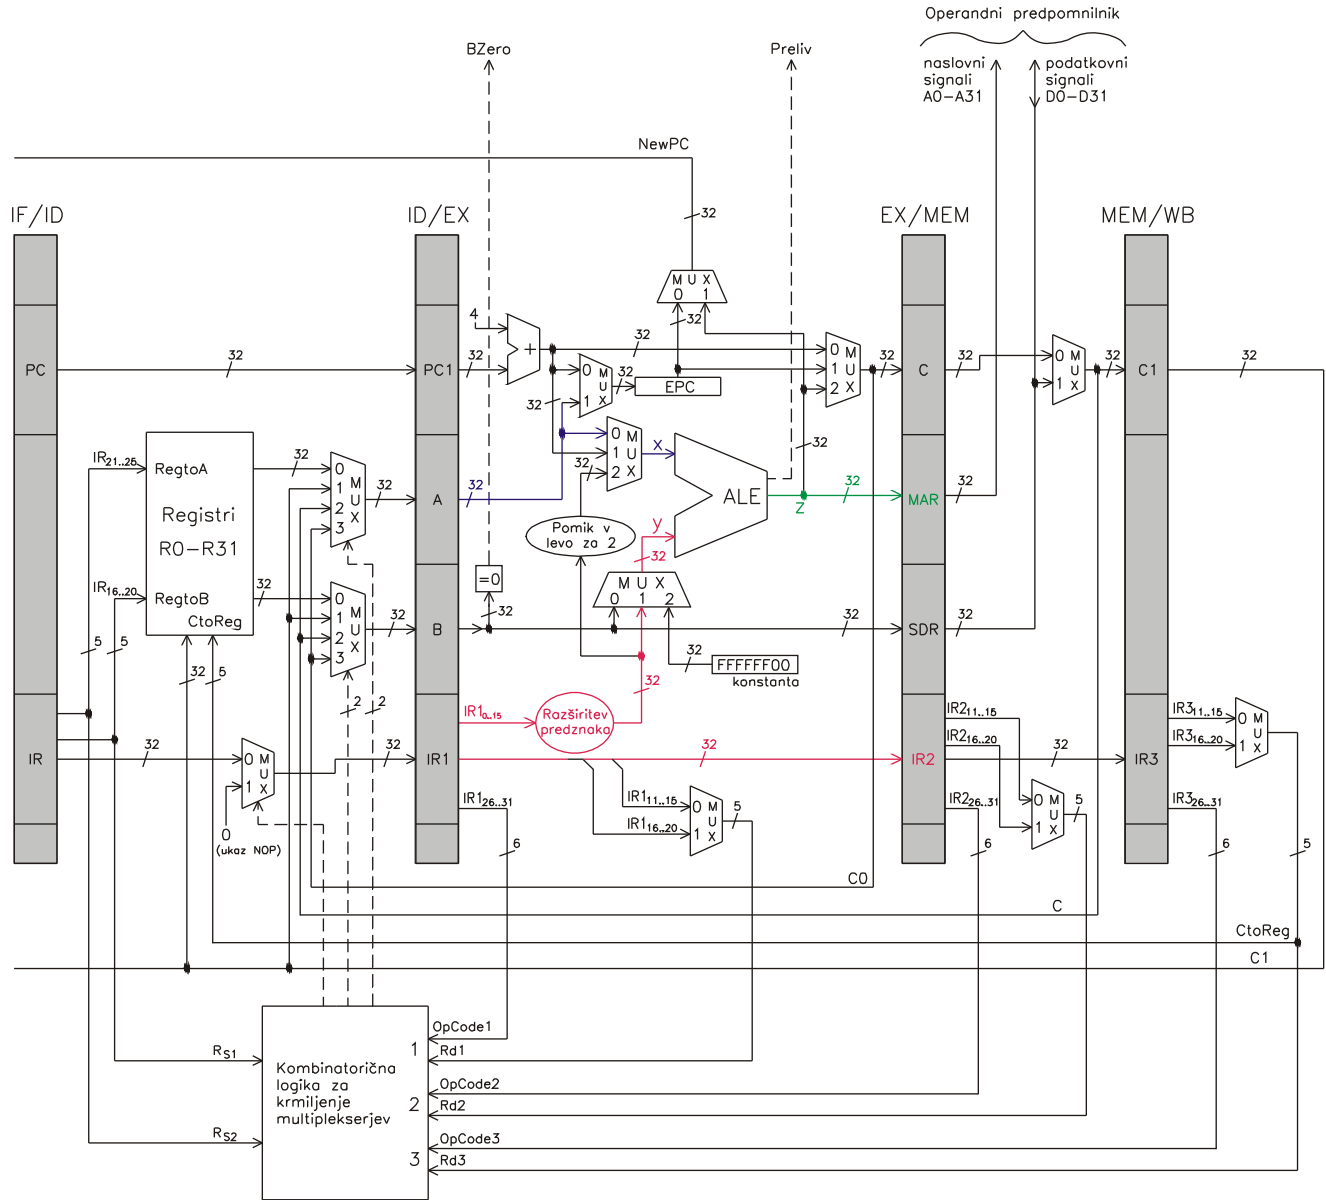 Operandni predpomnilnik
BZero
Preliv
naslovni
signali
A0-A31
podatkovni
signali
D0-D31
NewPC
IF/ID
ID/EX
EX/MEM
MEM/WB
32
M U X
0 1
4
32
32
+
PC
32
PC1
32
0 M
1 U
X
32
EPC
32
0 M
1 U
2 X
32
C
32
0 M
U
1 X
32
C1
32
IR21..25
RegtoA
Registri
R0-R31
IR16..20
RegtoB
CtoReg
32
0
1 M
2 U
3 X
32
A
32
0 M
1 U
2 X
32
x
ALE
z
32
32
MAR
32
Pomik v
levo za 2
y
32
M U X
0 1 2
=0
32
32
0
1 M
2 U
3 X
32
B
32
SDR
32
5
5
32
5
32
FFFFFF00
konstanta
32
2
2
IR1 0..15
Razširitev
predznaka
IR
32
0 M
U
1 X
0
(ukaz NOP)
32
IR1
32
IR2
IR2 11..15
IR2 16..20
32
IR3
IR3 11..15
IR3 16..20
0 M
U
1 X
IR1 26..31
IR1 11..15
IR1 16..20
0 M
U
1 X
5
IR2 26..31
0 M
U
1 X
5
IR3 26..31
6
6
6
5
C0
C
CtoReg
C1
RS1
RS2
Kombinatorična
logika za
krmiljenje
multiplekserjev
1
2
3
OpCode1
Rd1
OpCode2
Rd2
OpCode3
Rd3